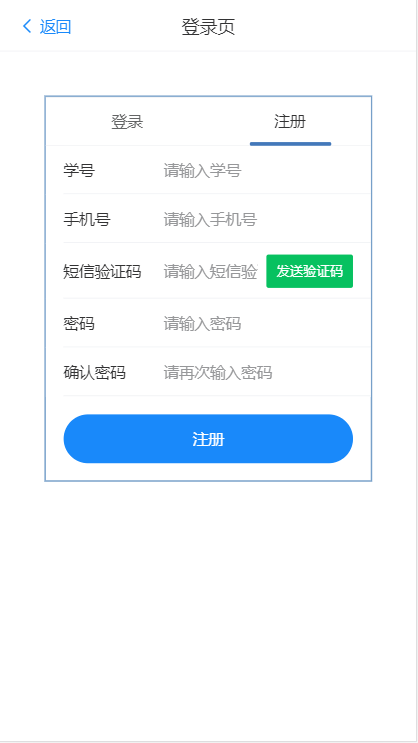 返回 登录页
登录 注册
学号 请输入学号
手机号 请输入手机号
短信验证码 请输入短信验 发送验证码
密码 请输入密码
确认密码 请再次输入密码
注册